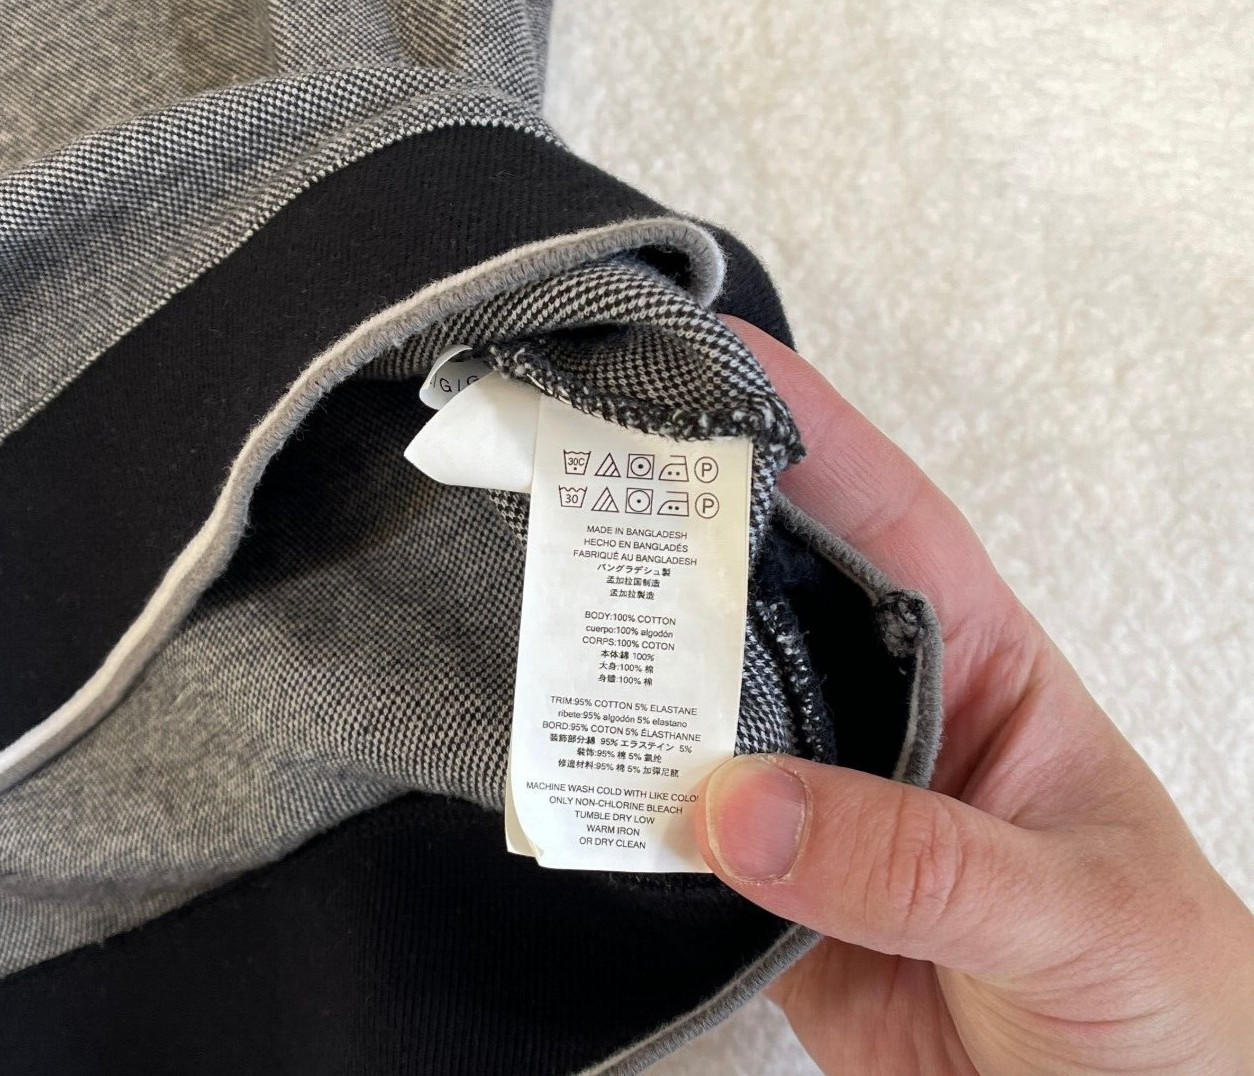 /G/G
30C P
30 P
MADE IN BANGLADESH
HECHO EN BANGLADÉS
FABRIQUÉ AU BANGLADESH
バングラデシュ製
孟加拉国制造
孟加拉製造
BODY:100% COTTON
cuerpo:100% algodón
CORPS:100% COTON
本体:綿 100%
大身:100% 棉
身體:100% 棉
TRIM:95% COTTON 5% ELASTANE
ribete:95% algodón 5% elastano
BORD:95% COTON 5% ÉLASTHANNE
装飾部分:綿 95% エラステイン 5%
装饰:95% 棉 5% 氨纶
修邊材料:95% 棉 5% 加彈尼龍
MACHINE WASH COLD WITH LIKE COLO
ONLY NON-CHLORINE BLEACH
TUMBLE DRY LOW
WARM IRON
OR DRY CLEAN